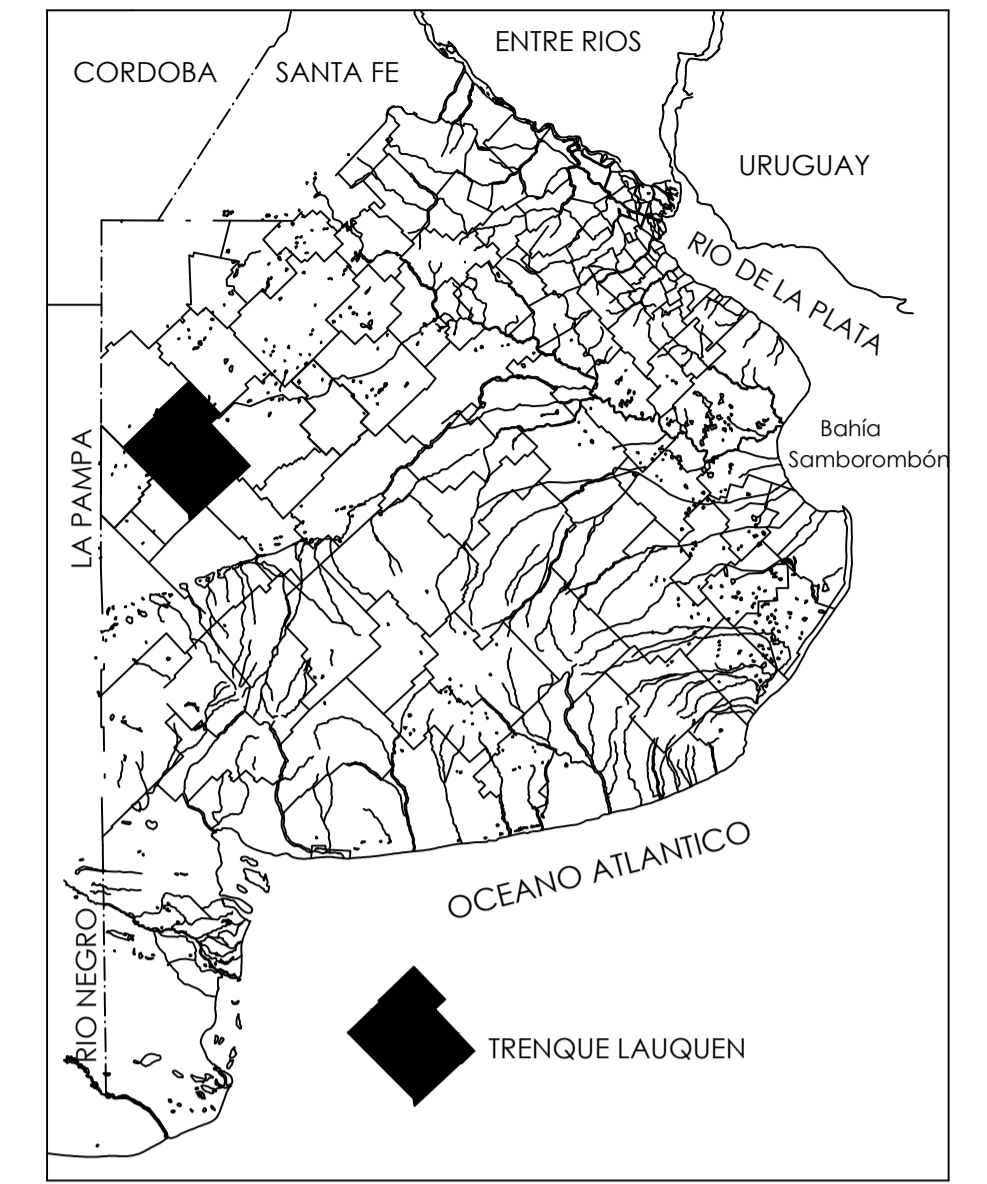 ENTRE RIOS
CORDOBA
SANTA FE
URUGUAY
RIO DE LA PLATA
Bahía
Samborombón
LA PAMPA
OCEANO ATLANTICO
RIO NEGRO
TRENQUE LAUQUEN